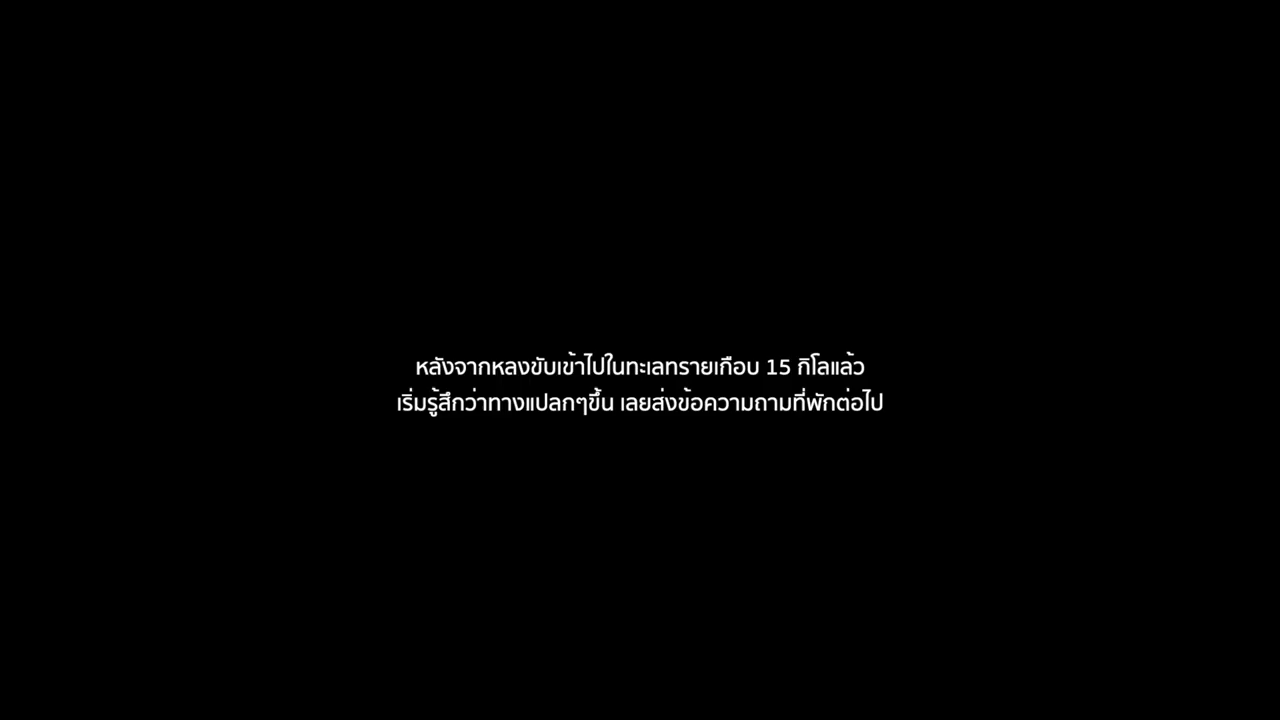 หลังจากหลงขับเข้าไปในทะเลทรายเกือบ 15 กิโลแล้ว
เริ่มรู้สึกว่าทางแปลกๆขึ้น เลยส่งข้อความถามที่พักต่อไป